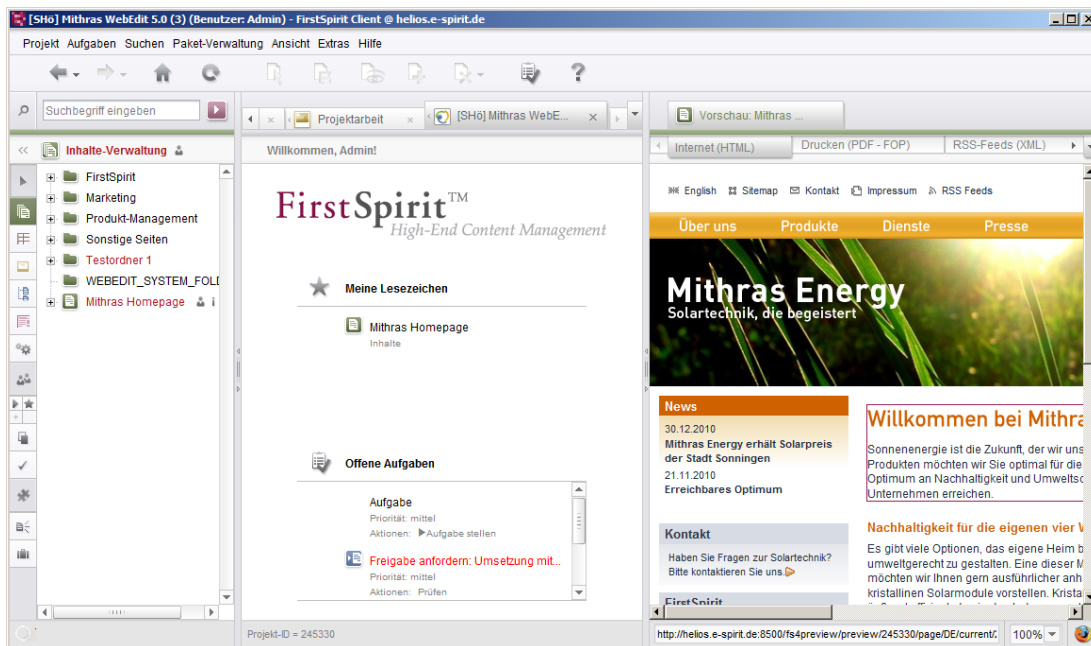 [SHö] Mithras WebEdit 5.0 (3) (Benutzer: Admin) - FirstSpirit Client @ helios.e-spirit.de
Projekt Aufgaben Suchen Paket-Verwaltung Ansicht Extras Hilfe
Suchbegriff eingeben
Inhalte-Verwaltung
FirstSpirit
Marketing
Produkt-Management
Sonstige Seiten
Testordner 1
WEBEDIT_SYSTEM_FOL
Mithras Homepage
Projektarbeit
[SHö] Mithras WebE...
Willkommen, Admin!
FirstSpirit™
High-End Content Management
Meine Lesezeichen
Mithras Homepage
Inhalte
Offene Aufgaben
Aufgabe
Priorität: mittel
Aktionen: Aufgabe stellen
Freigabe anfordern: Umsetzung mit...
Priorität: mittel
Aktionen: Prüfen
Projekt-ID = 245330
Vorschau: Mithras ...
Internet (HTML) Drucken (PDF - FOP) RSS-Feeds (XML)
English Sitemap Kontakt Impressum RSS Feeds
Über uns Produkte Dienste Presse
Mithras Energy
Solartechnik, die begeistert
News
30.12.2010
Mithras Energy erhält Solarpreis
der Stadt Sonningen
21.11.2010
Erreichbares Optimum
Kontakt
Haben Sie Fragen zur Solartechnik?
Bitte kontaktieren Sie uns.
FirstSpirit
Willkommen bei Mithra
Sonnenenergie ist die Zukunft, der wir uns
Produkten möchten wir Sie optimal für die
Optimum an Nachhaltigkeit und Umweltsc
Unternehmen erreichen.
Nachhaltigkeit für die eigenen vier
Es gibt viele Optionen, das eigene Heim
umweltgerecht zu gestalten. Eine dieser
möchten wir Ihnen gern ausführlicher anh
kristallinen Solarmodule vorstellen. Krista
http://helios.e-spirit.de:8500/fs4preview/preview/245330/page/DE/current/
100%